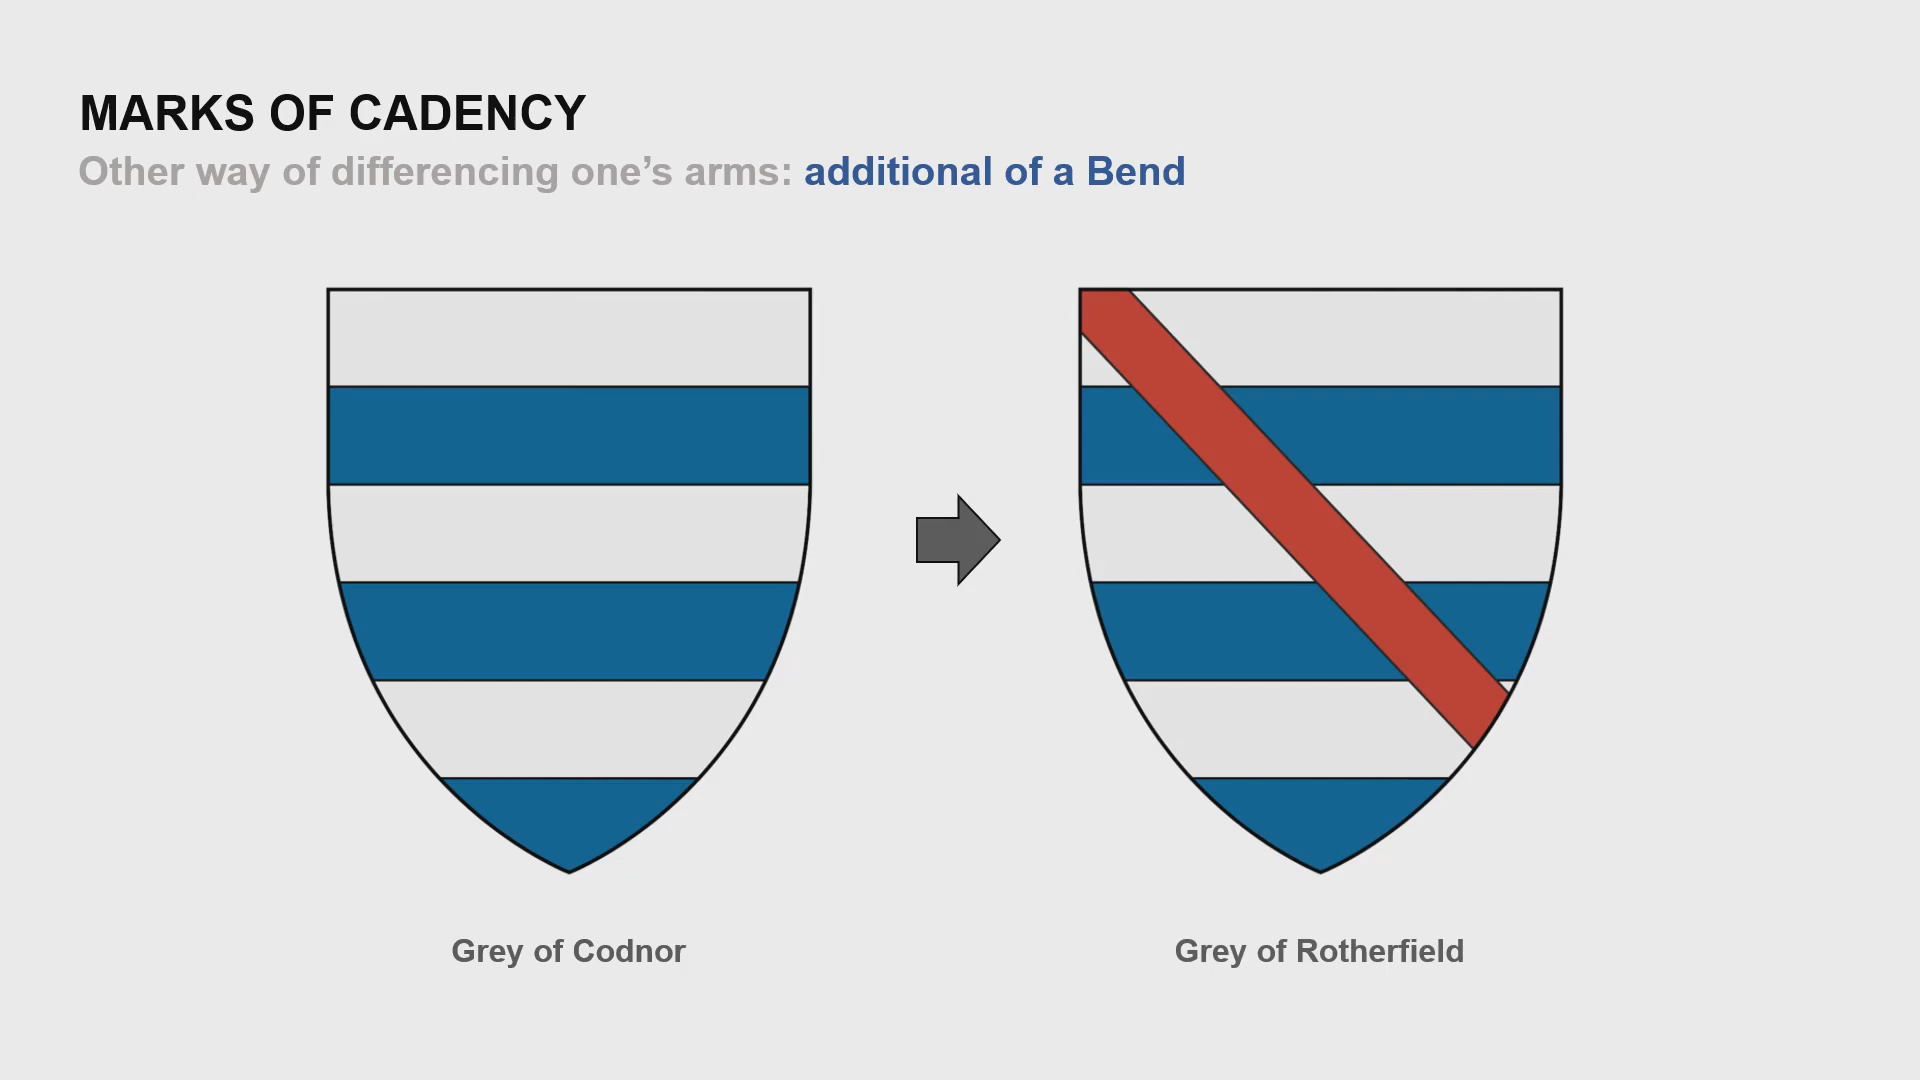 MARKS OF CADENCY
Other way of differencing one’s arms: additional of a Bend
Grey of Codnor
Grey of Rotherfield